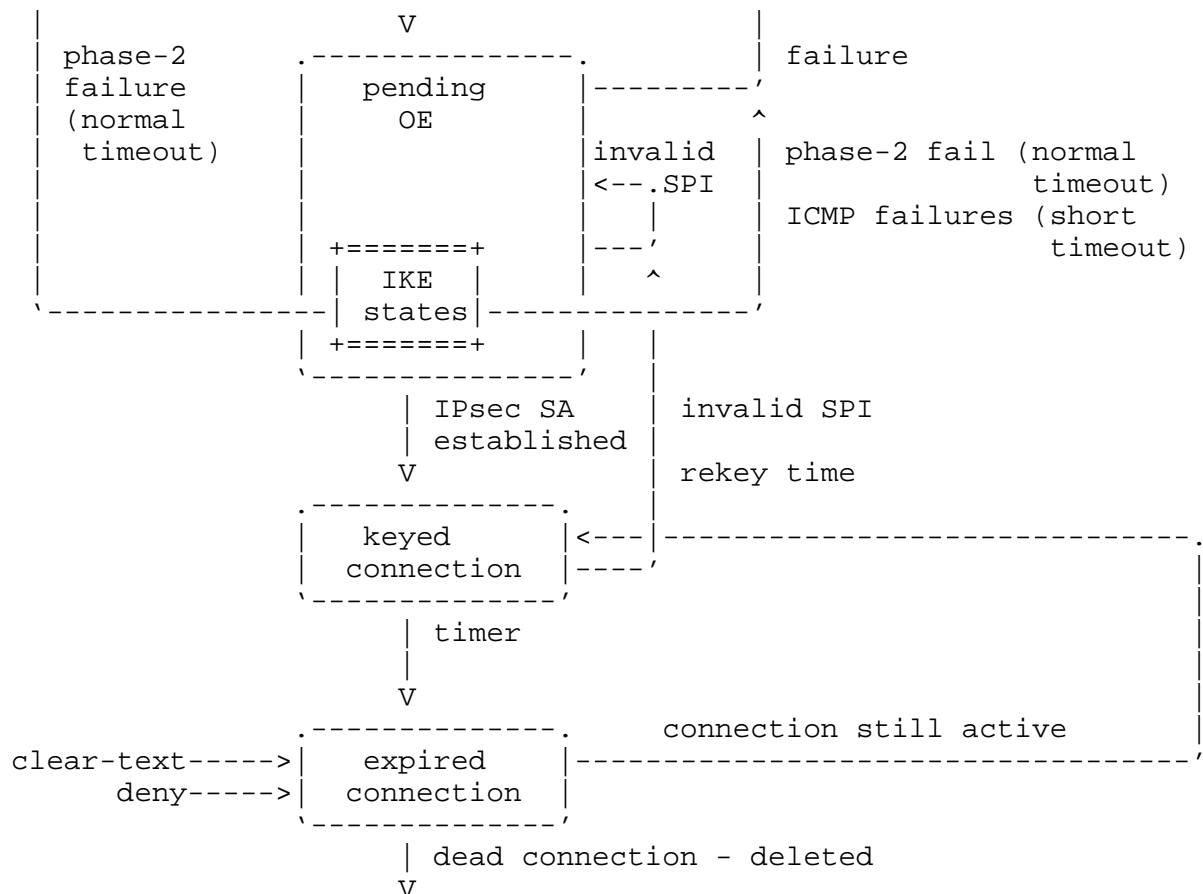 |               V                         |
  | phase-2        .---------------.            | failure
  | failure        |    pending    |---------'
  | (normal        |      OE       |         ^
  |  timeout)      |               |invalid  | phase-2 fail (normal
  |                |               |<--.SPI  |               timeout)
  |                |               |   |     | ICMP failures (short
  |                | +=======+     |---'     |                timeout)
  |                | |  IKE  |     |   ^     |
  '----------------| states|---------------'
                   | +=======+     |   |
                   '---------------'   |
                         | IPsec SA    | invalid SPI
                         | established |
                         V             | rekey time
                   .--------------.    |
                   |   keyed      |<---|-------------------------------.
                   |  connection  |----'                               |
                   '--------------'                                    |
                         | timer                                       |
                         |                                             |
                         V                                             |
                   .--------------.     connection still active        |
  clear-text----->|   expired    |------------------------------------'
        deny----->|  connection  |
                   '--------------'
                         | dead connection - deleted
                         V